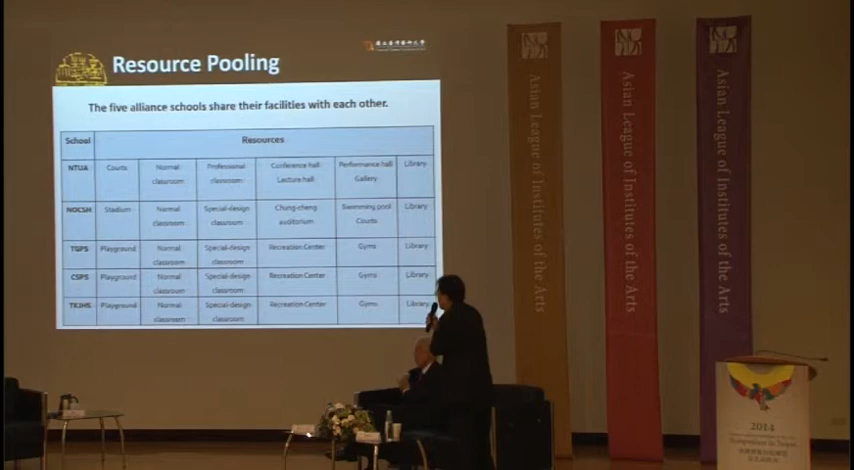 Resource Pooling
The five alliance schools share their facilities with each other.
School Resources
NTUA Courts Normal classroom Professional classroom Conference hall Lecture hall Performance hall Gallery Library
NOCSH Stadium Normal classroom Special-design classroom Chung-cheng auditorium Swimming pool Courts Library
TGPS Playground Normal classroom Special-design classroom Recreation Center Gyms Library
CSPS Playground Normal classroom Special-design classroom Recreation Center Gyms Library
TKJHS Playground Normal classroom Special-design classroom Recreation Center Gyms Library
Asian League of Institutes of the Arts
Asian League of Institutes of the Arts
Asian League of Institutes of the Arts
2014
Symposium in Taipei